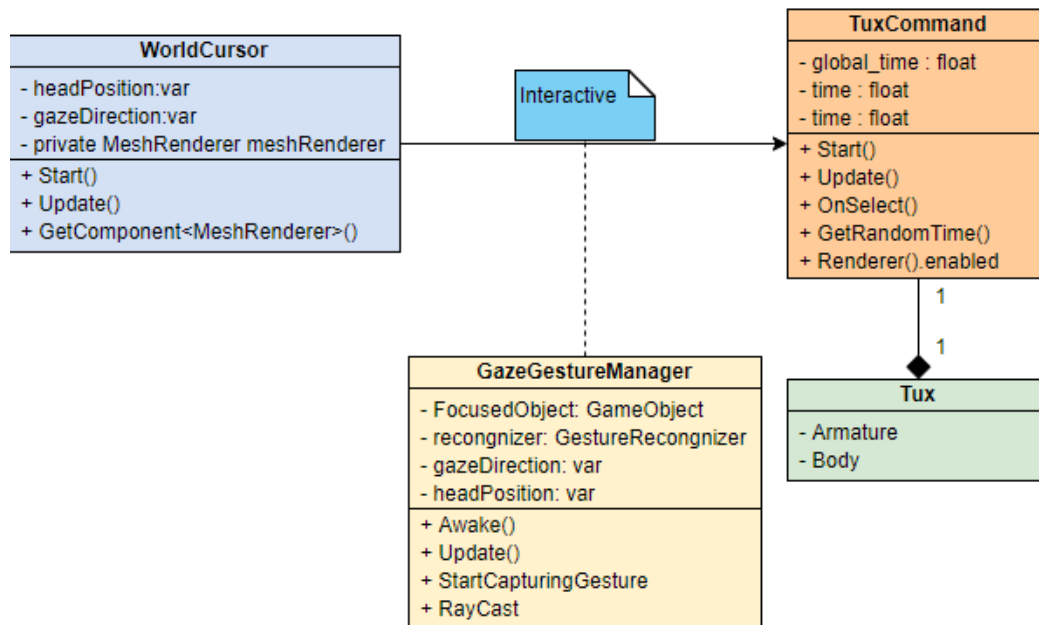 WorldCursor
- headPosition:var
- gazeDirection:var
- private MeshRenderer meshRenderer
+ Start()
+ Update()
+ GetComponent<MeshRenderer>()
Interactive
TuxCommand
- global_time : float
- time : float
- time : float
+ Start()
+ Update()
+ OnSelect()
+ GetRandomTime()
+ Renderer().enabled
1
1
GazeGestureManager
- FocusedObject: GameObject
- recongnizer: GestureRecongnizer
- gazeDirection: var
- headPosition: var
+ Awake()
+ Update()
+ StartCapturingGesture
+ RayCast
Tux
- Armature
- Body